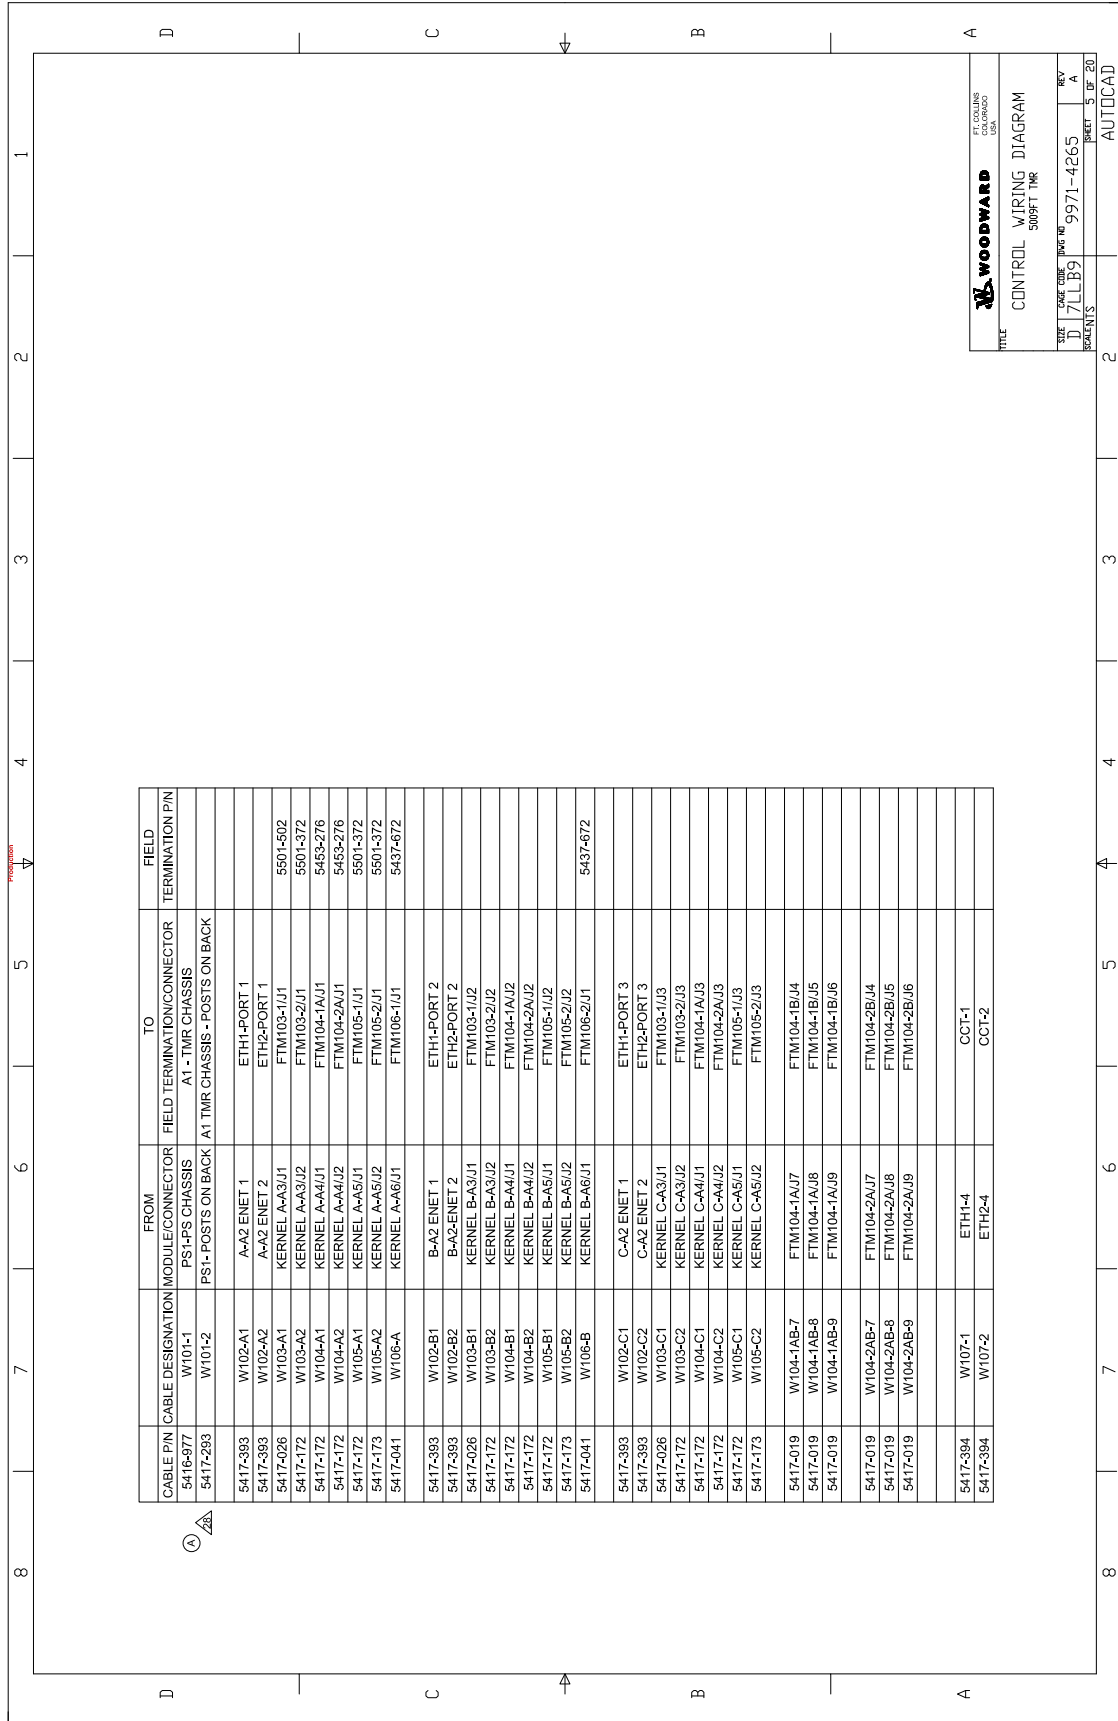 Production
8 7 6 5 4 3 2 1
D
C
B
A
FROM TO FIELD
CABLE P/N CABLE DESIGNATION MODULE/CONNECTOR FIELD TERMINATION/CONNECTOR TERMINATION P/N
5416-977 W101-1 PS1-PS CHASSIS A1 - TMR CHASSIS
A
5417-293 W101-2 PS1- POSTS ON BACK A1 TMR CHASSIS - POSTS ON BACK
28
5417-393 W102-A1 A-A2 ENET 1 ETH1-PORT 1
5417-393 W102-A2 A-A2 ENET 2 ETH2-PORT 1
5417-026 W103-A1 KERNEL A-A3/J1 FTM103-1/J1 5501-502
5417-172 W103-A2 KERNEL A-A3/J2 FTM103-2/J1 5501-372
5417-172 W104-A1 KERNEL A-A4/J1 FTM104-1A/J1 5453-276
5417-172 W104-A2 KERNEL A-A4/J2 FTM104-2A/J1 5453-276
5417-172 W105-A1 KERNEL A-A5/J1 FTM105-1/J1 5501-372
5417-173 W105-A2 KERNEL A-A5/J2 FTM105-2/J1 5501-372
5417-041 W106-A KERNEL A-A6/J1 FTM106-1/J1 5437-672
5417-393 W102-B1 B-A2 ENET 1 ETH1-PORT 2
5417-393 W102-B2 B-A2-ENET 2 ETH2-PORT 2
5417-026 W103-B1 KERNEL B-A3/J1 FTM103-1/J2
5417-172 W103-B2 KERNEL B-A3/J2 FTM103-2/J2
5417-172 W104-B1 KERNEL B-A4/J1 FTM104-1A/J2
5417-172 W104-B2 KERNEL B-A4/J2 FTM104-2A/J2
5417-172 W105-B1 KERNEL B-A5/J1 FTM105-1/J2
5417-173 W105-B2 KERNEL B-A5/J2 FTM105-2/J2
5417-041 W106-B KERNEL B-A6/J1 FTM106-2/J1 5437-672
5417-393 W102-C1 C-A2 ENET 1 ETH1-PORT 3
5417-393 W102-C2 C-A2 ENET 2 ETH2-PORT 3
5417-026 W103-C1 KERNEL C-A3/J1 FTM103-1/J3
5417-172 W103-C2 KERNEL C-A3/J2 FTM103-2/J3
5417-172 W104-C1 KERNEL C-A4/J1 FTM104-1A/J3
5417-172 W104-C2 KERNEL C-A4/J2 FTM104-2A/J3
5417-172 W105-C1 KERNEL C-A5/J1 FTM105-1/J3
5417-173 W105-C2 KERNEL C-A5/J2 FTM105-2/J3
5417-019 W104-1AB-7 FTM104-1A/J7 FTM104-1B/J4
5417-019 W104-1AB-8 FTM104-1A/J8 FTM104-1B/J5
5417-019 W104-1AB-9 FTM104-1A/J9 FTM104-1B/J6
5417-019 W104-2AB-7 FTM104-2A/J7 FTM104-2B/J4
5417-019 W104-2AB-8 FTM104-2A/J8 FTM104-2B/J5
5417-019 W104-2AB-9 FTM104-2A/J9 FTM104-2B/J6
5417-394 W107-1 ETH1-4 CCT-1
5417-394 W107-2 ETH2-4 CCT-2
D
C
B
A
WOODWARD
FT. COLLINS
COLORADO
USA
TITLE
CONTROL WIRING DIAGRAM
5009FT TMR
SIZE CAGE CODE DWG NO REV
D 7LLB9 9971-4265 A
SCALE NTS SHEET 5 OF 20
8 7 6 5 4 3 2
AUTOCAD